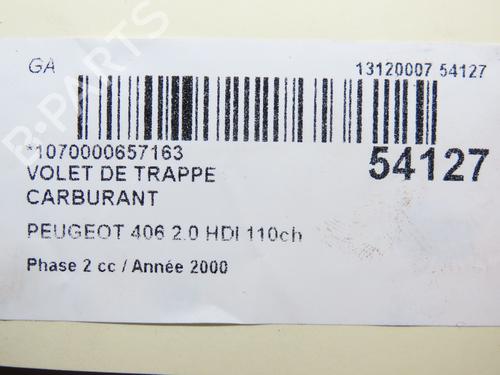 GA
13120007 54127
*1070000657163
54127
VOLET DE TRAPPE
CARBURANT
PEUGEOT 406 2.0 HDI 110ch
Phase 2 cc / Année 2000
B-PARTS